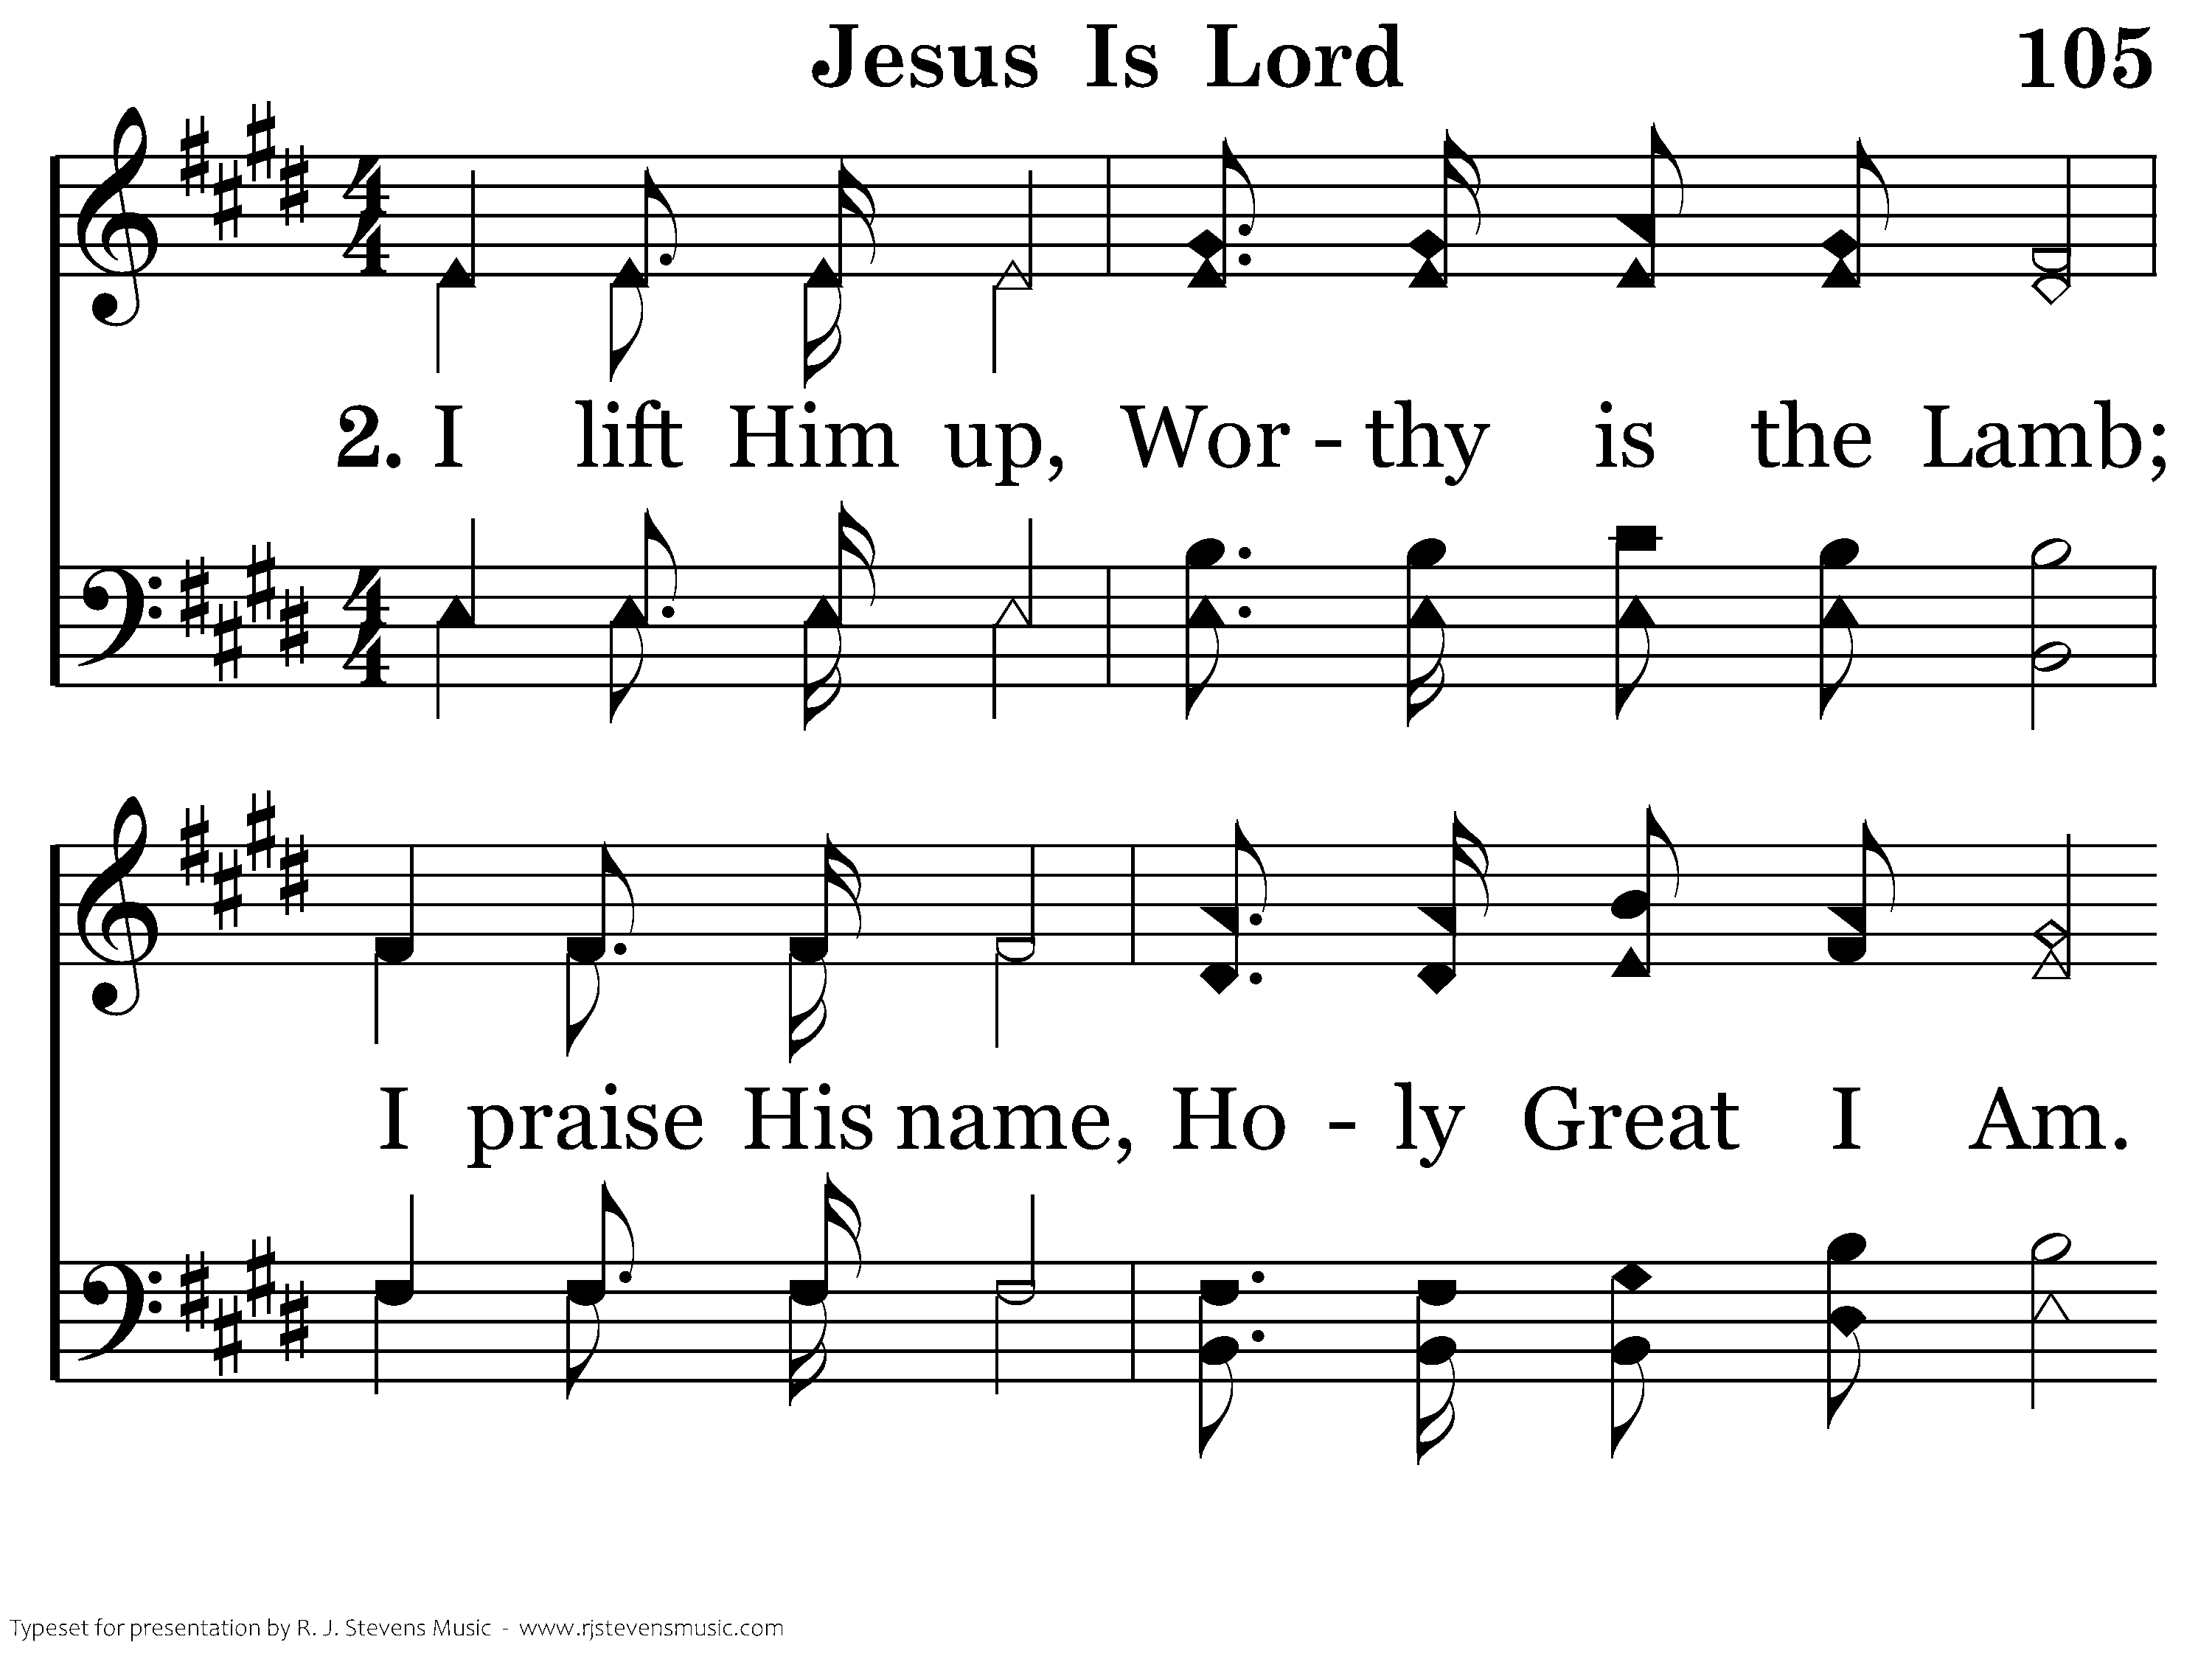 Jesus Is Lord 105
2. I lift Him up, Wor - thy is the Lamb;
I praise His name, Ho - ly Great I Am.
Typeset for presentation by R. J. Stevens Music - www.rjstevensmusic.com